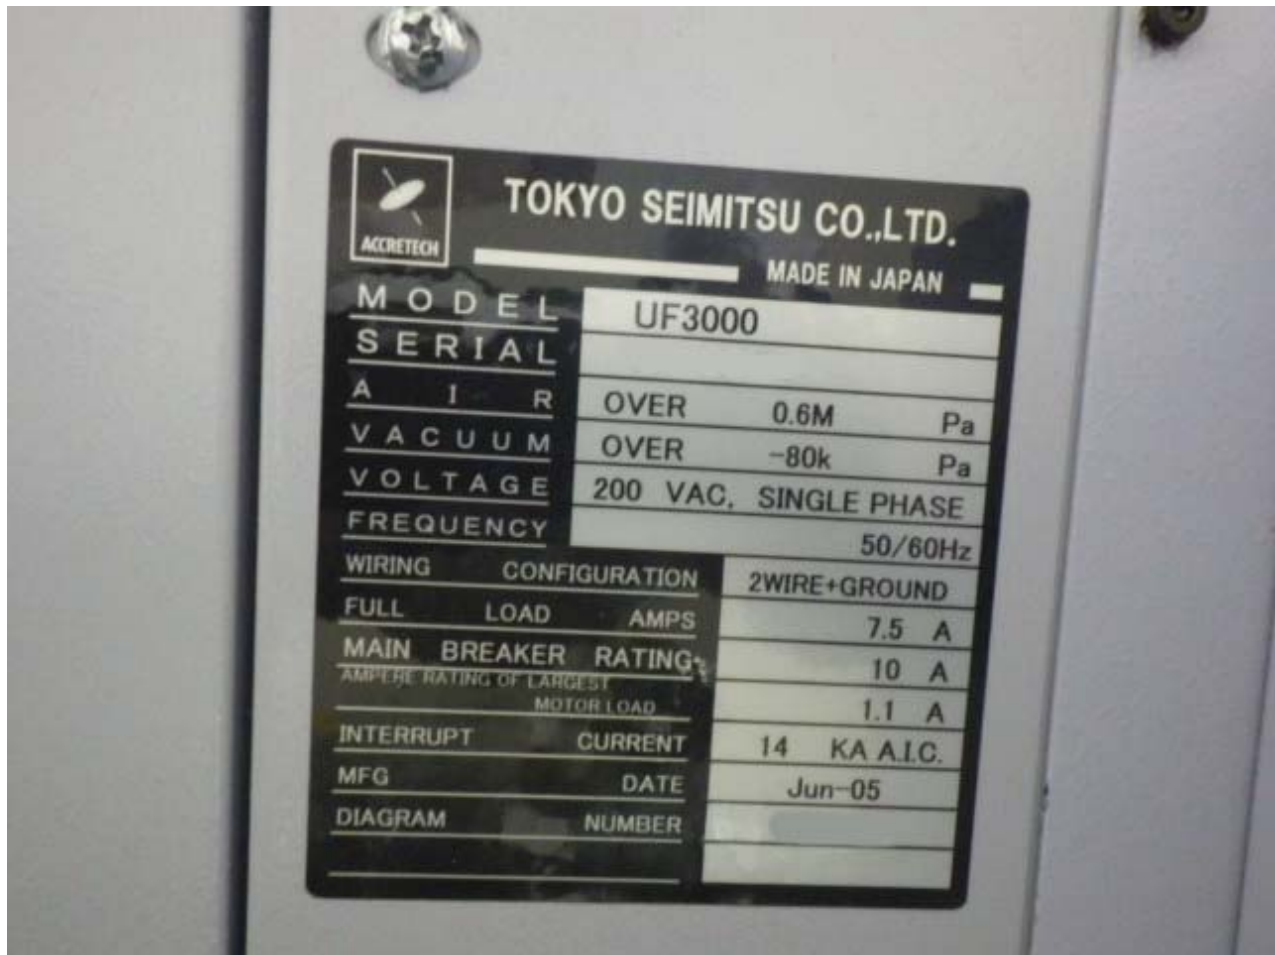 ACCRETECH
TOKYO SEIMITSU CO.,LTD.
MADE IN JAPAN
MODEL UF3000
SERIAL
AIR OVER 0.6M Pa
VACUUM OVER -80k Pa
VOLTAGE 200 VAC, SINGLE PHASE
FREQUENCY 50/60Hz
WIRING CONFIGURATION 2WIRE+GROUND
FULL LOAD AMPS 7.5 A
MAIN BREAKER RATING 10 A
AMPERE RATING OF LARGEST
MOTOR LOAD 1.1 A
INTERRUPT CURRENT 14 KA A.I.C.
MFG DATE Jun-05
DIAGRAM NUMBER